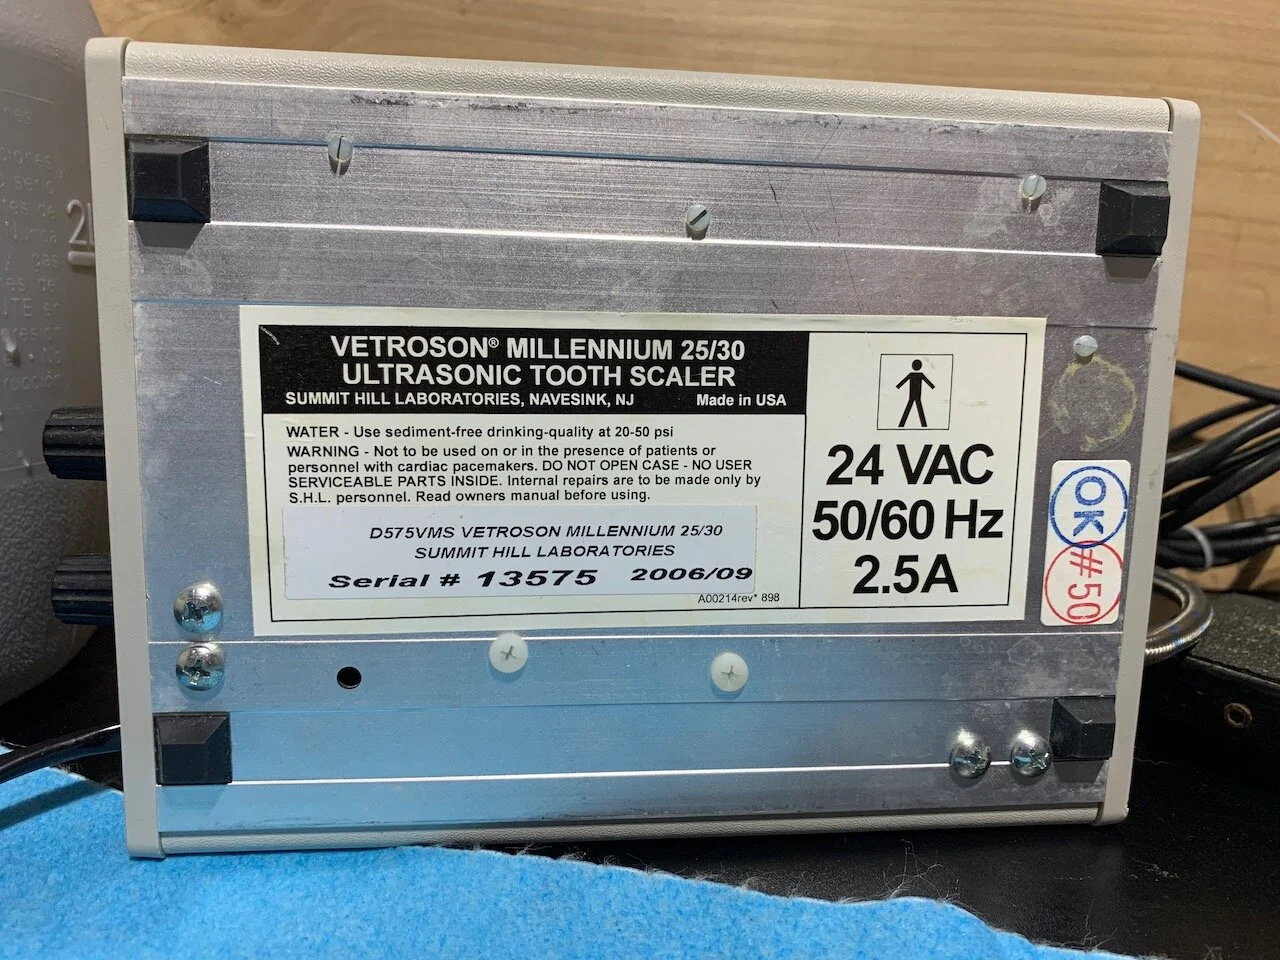 VETROSON® MILLENNIUM 25/30
ULTRASONIC TOOTH SCALER
SUMMIT HILL LABORATORIES, NAVESINK, NJ Made in USA
WATER - Use sediment-free drinking-quality at 20-50 psi
WARNING - Not to be used on or in the presence of patients or
personnel with cardiac pacemakers. DO NOT OPEN CASE - NO USER
SERVICEABLE PARTS INSIDE. Internal repairs are to be made only by
S.H.L. personnel. Read owners manual before using.
D575VMS VETROSON MILLENNIUM 25/30
SUMMIT HILL LABORATORIES
Serial # 13575 2006/09
A00214rev* 898
24 VAC
50/60 Hz
2.5A
OK
#50